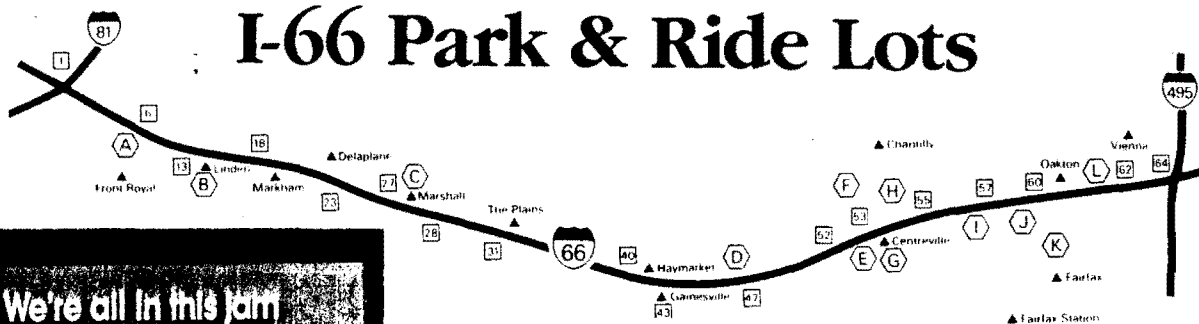 I-66 Park & Ride Lots
81
1
6
A
Front Royal
13
Linden
B
18
Markham
Delaplane
23
27
C
Marshall
28
The Plains
31
66
40
Haymarket
D
Gainesville
43
47
52
F
53
E
Chantilly
H
Centreville
G
55
57
I
60
J
Oakton
K
Fairfax
Fairfax Station
L
62
Vienna
64
495
We're all in this jam